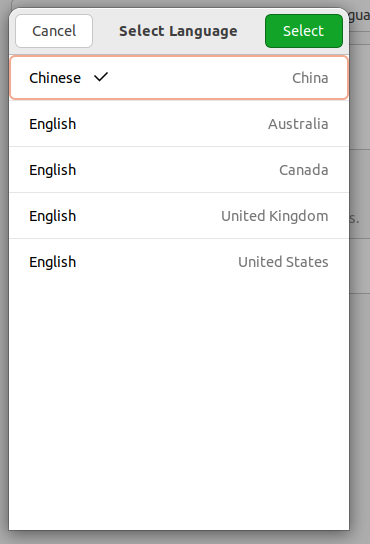 Cancel Select Language Select
Chinese ✓ China
English Australia
English Canada
English United Kingdom
English United States